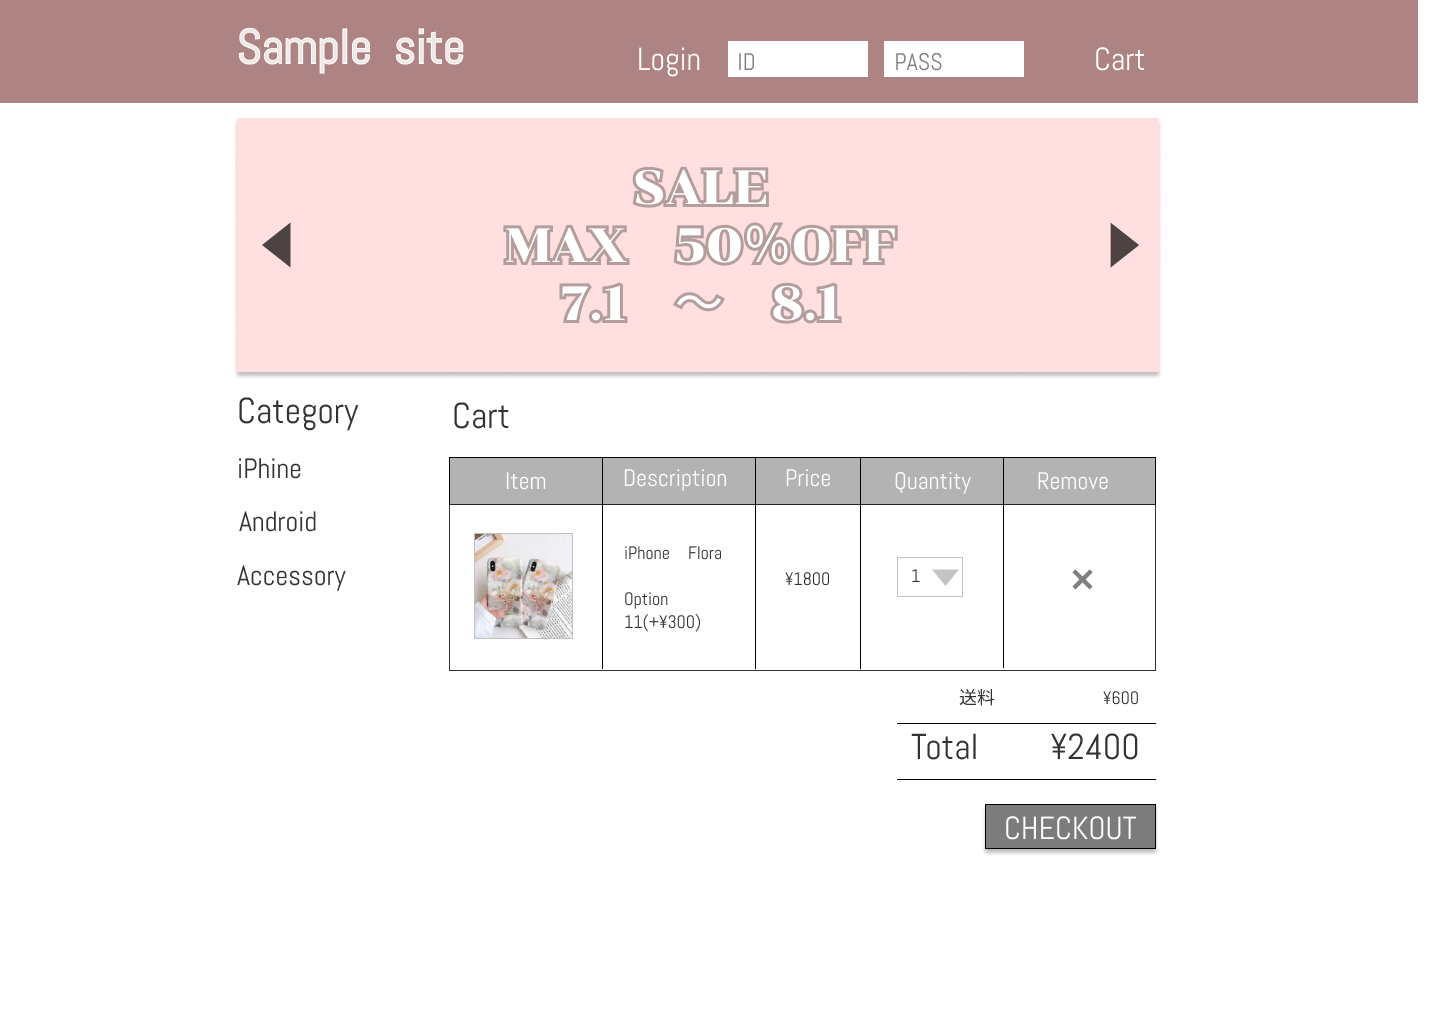 Sample site
Login ID PASS Cart
SALE
MAX 50%OFF
7.1 ～ 8.1
Category
iPhine
Android
Accessory
Cart
Item Description Price Quantity Remove
iPhone Flora
Option
11(+¥300)
¥1800
1
送料 ¥600
Total ¥2400
CHECKOUT